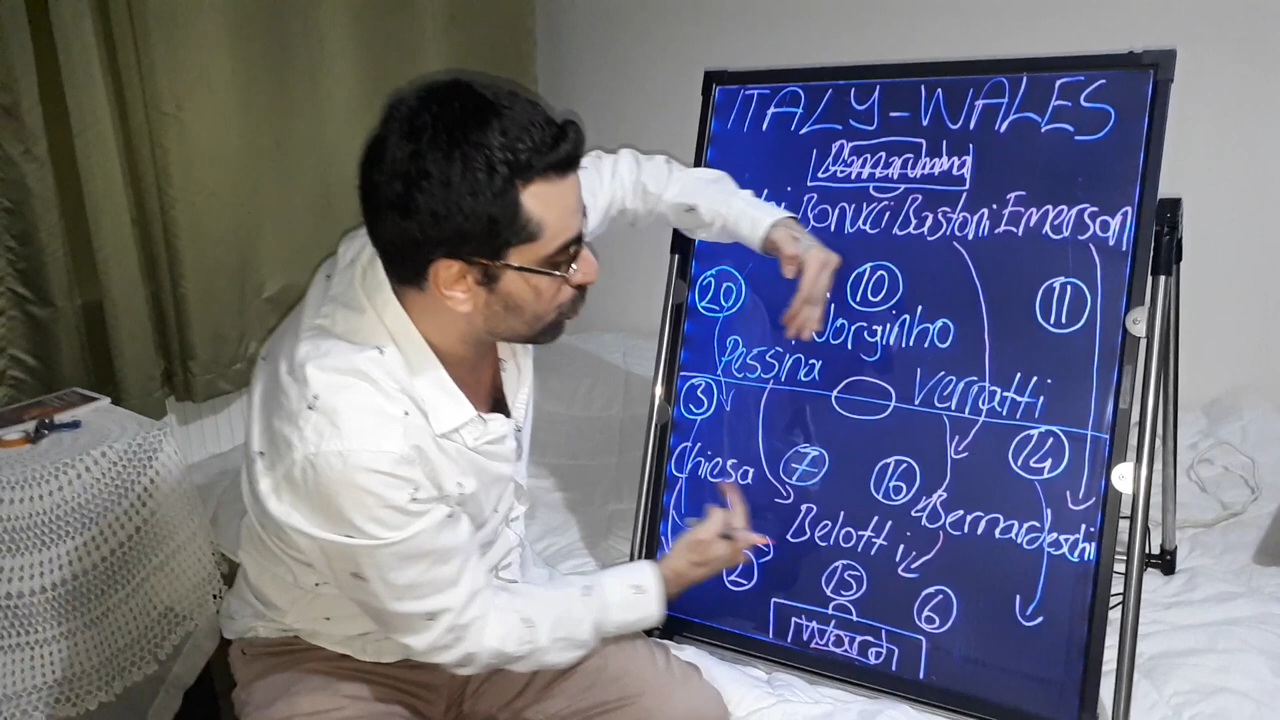 ITALY-WALES
Donnarumma
Bonucci Bastoni Emerson
20 10 11
Jorginho
Pessina
Verratti
3
Chiesa 7 16 14
Bernardeschi
Belotti
2 15 6
Ward